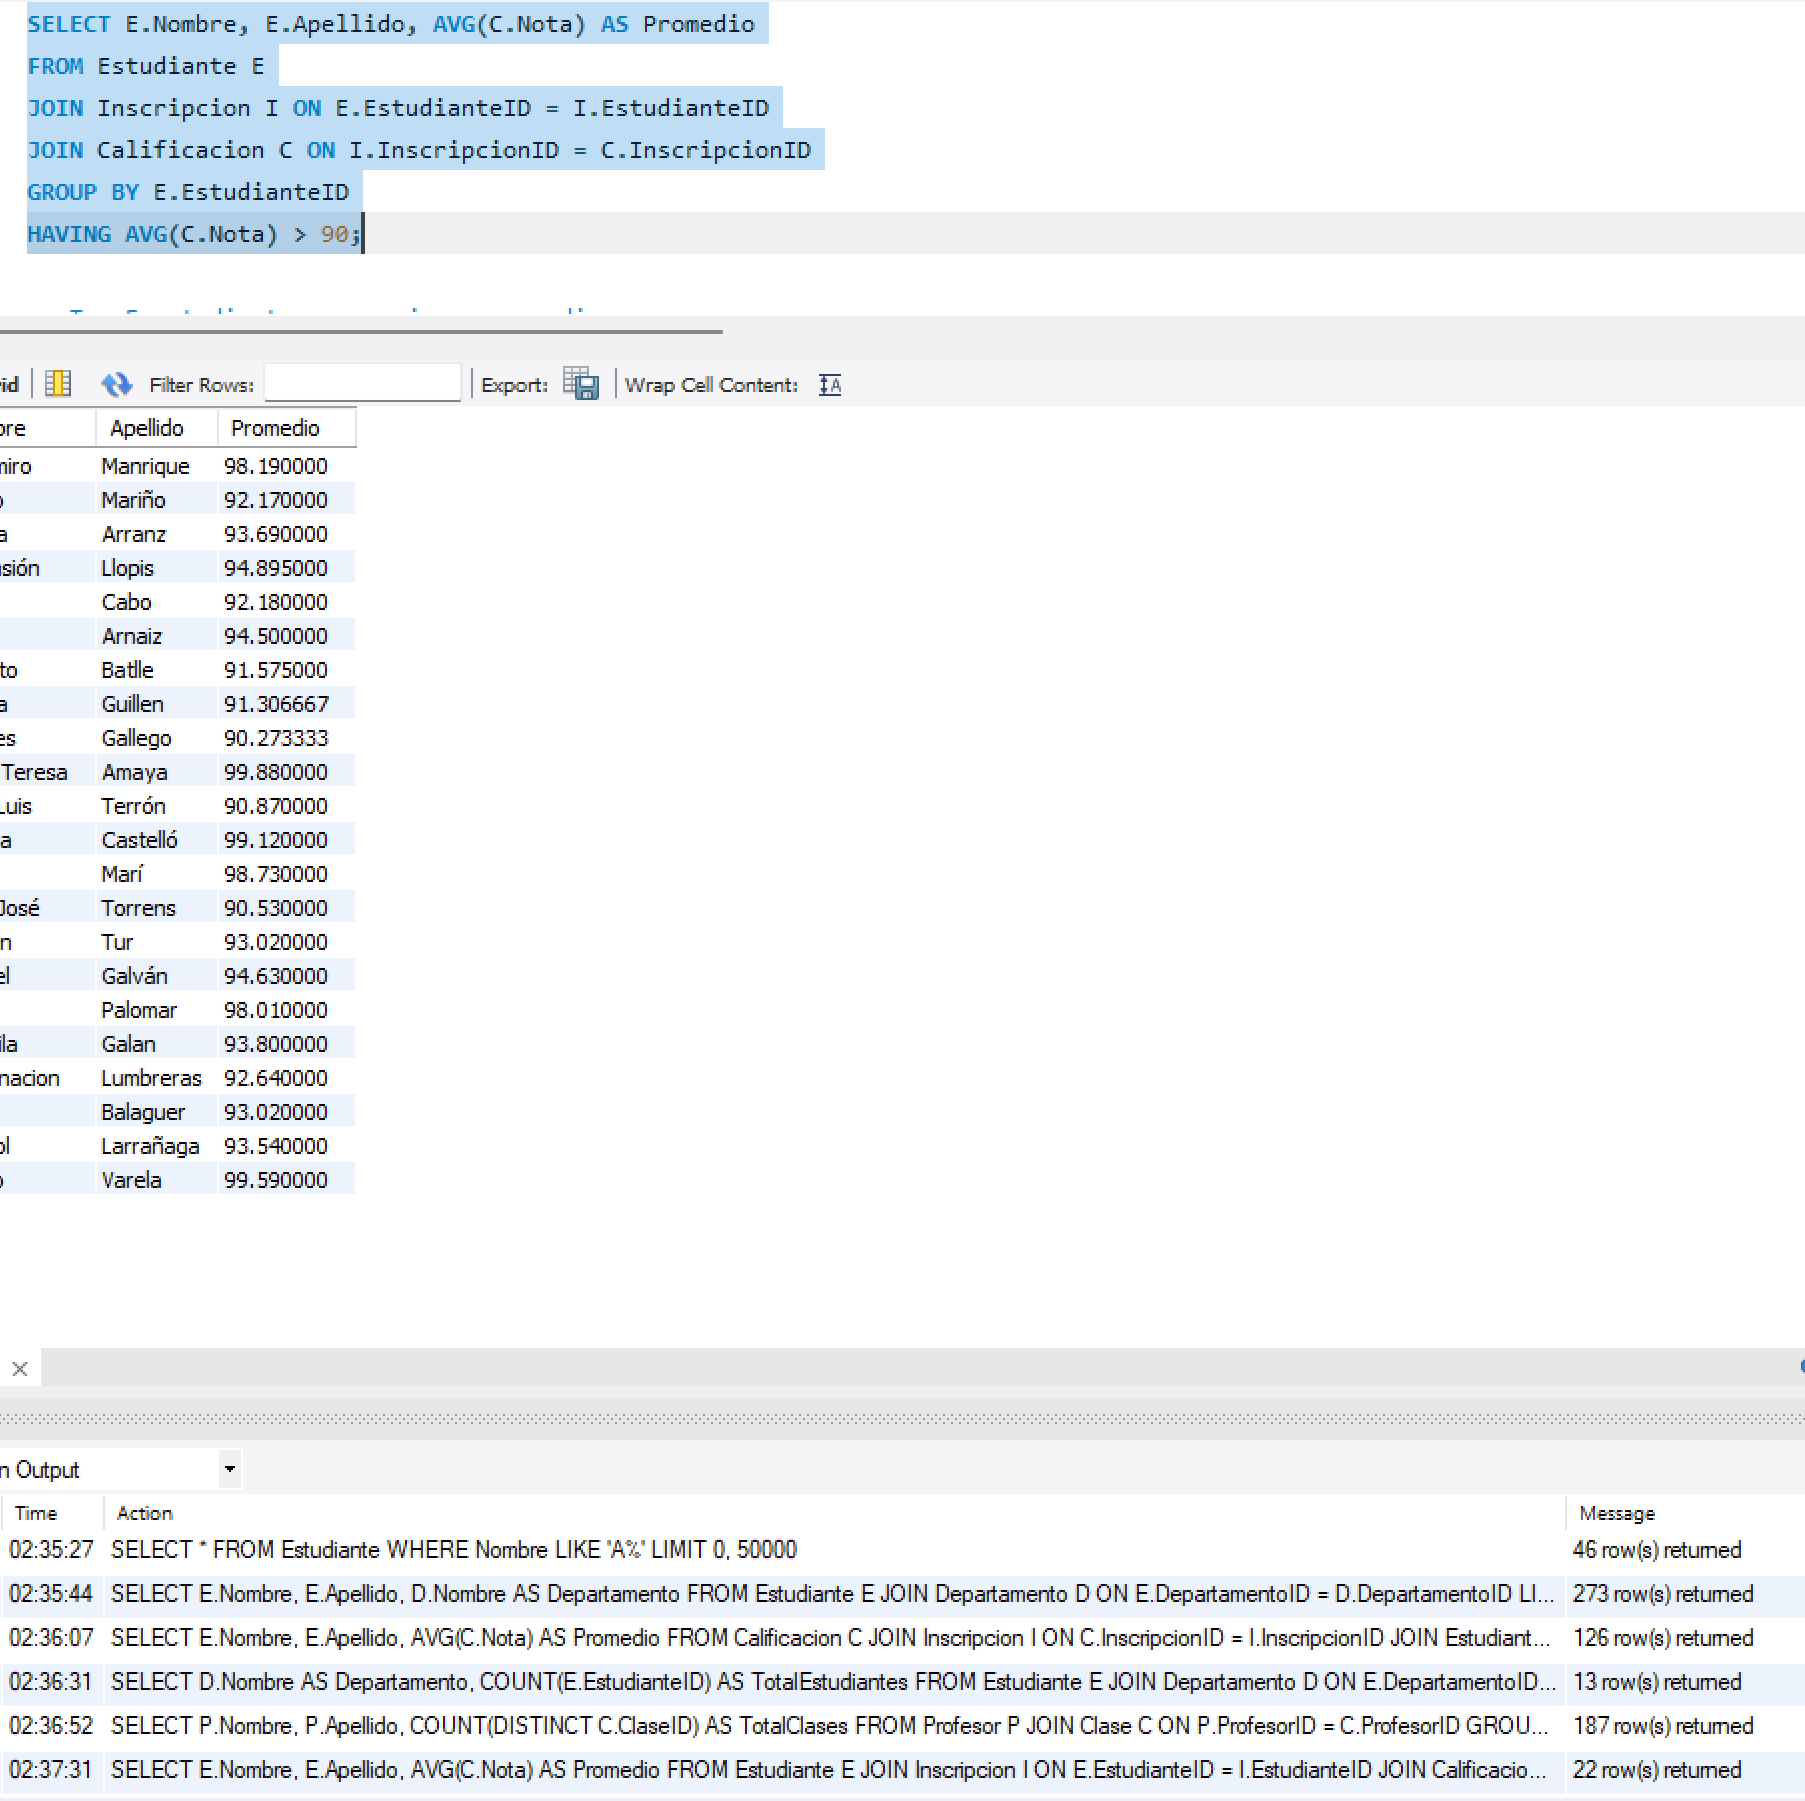 SELECT E.Nombre, E.Apellido, AVG(C.Nota) AS Promedio
FROM Estudiante E
JOIN Inscripcion I ON E.EstudianteID = I.EstudianteID
JOIN Calificacion C ON I.InscripcionID = C.InscripcionID
GROUP BY E.EstudianteID
HAVING AVG(C.Nota) > 90;
Filter Rows: Export: Wrap Cell Content:
Apellido Promedio
Manrique 98.190000
Mariño 92.170000
Arranz 93.690000
Llopis 94.895000
Cabo 92.180000
Arnaiz 94.500000
Batlle 91.575000
Guillen 91.306667
Gallego 90.273333
Teresa Amaya 99.880000
Luis Terrón 90.870000
Castelló 99.120000
Marí 98.730000
José Torrens 90.530000
Tur 93.020000
Galván 94.630000
Palomar 98.010000
Galan 93.800000
Lumbreras 92.640000
Balaguer 93.020000
Larrañaga 93.540000
Varela 99.590000
Output
Time Action Message
02:35:27 SELECT * FROM Estudiante WHERE Nombre LIKE 'A%' LIMIT 0, 50000 46 row(s) returned
02:35:44 SELECT E.Nombre, E.Apellido, D.Nombre AS Departamento FROM Estudiante E JOIN Departamento D ON E.DepartamentoID = D.DepartamentoID LI... 273 row(s) returned
02:36:07 SELECT E.Nombre, E.Apellido, AVG(C.Nota) AS Promedio FROM Calificacion C JOIN Inscripcion I ON C.InscripcionID = I.InscripcionID JOIN Estudiant... 126 row(s) returned
02:36:31 SELECT D.Nombre AS Departamento, COUNT(E.EstudianteID) AS TotalEstudiantes FROM Estudiante E JOIN Departamento D ON E.DepartamentoID... 13 row(s) returned
02:36:52 SELECT P.Nombre, P.Apellido, COUNT(DISTINCT C.ClaseID) AS TotalClases FROM Profesor P JOIN Clase C ON P.ProfesorID = C.ProfesorID GROU... 187 row(s) returned
02:37:31 SELECT E.Nombre, E.Apellido, AVG(C.Nota) AS Promedio FROM Estudiante E JOIN Inscripcion I ON E.EstudianteID = I.EstudianteID JOIN Calificacio... 22 row(s) returned